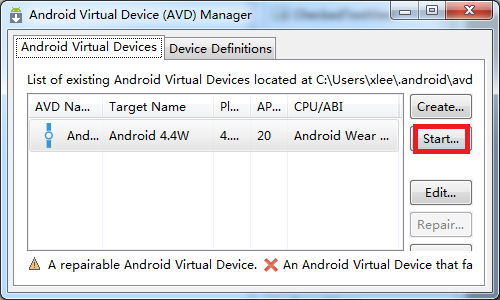 Android Virtual Device (AVD) Manager
Android Virtual Devices Device Definitions
List of existing Android Virtual Devices located at C:\Users\xlee\.android\avd
AVD Na... Target Name Pl... AP... CPU/ABI Create...
And... Android 4.4W 4.... 20 Android Wear ... Start...
Edit...
Repair...
A repairable Android Virtual Device. An Android Virtual Device that fa